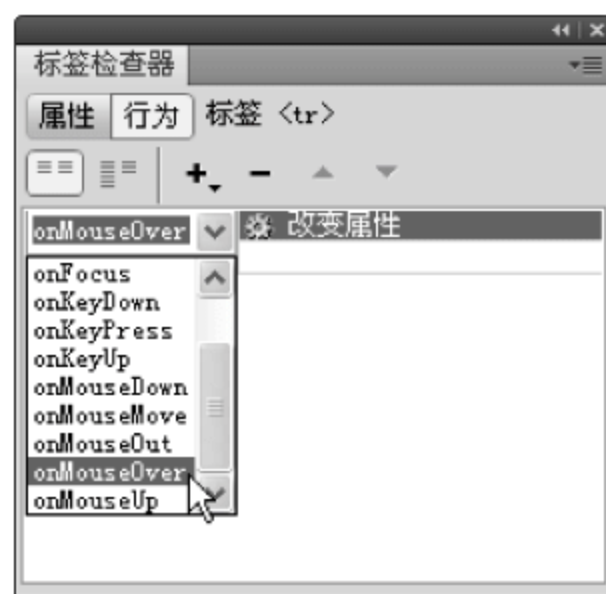 标签检查器
属性 行为 标签 <tr>
onMouseOver 改变属性
onFocus
onKeyDown
onKeyPress
onKeyUp
onMouseDown
onMouseMove
onMouseOut
onMouseOver
onMouseUp